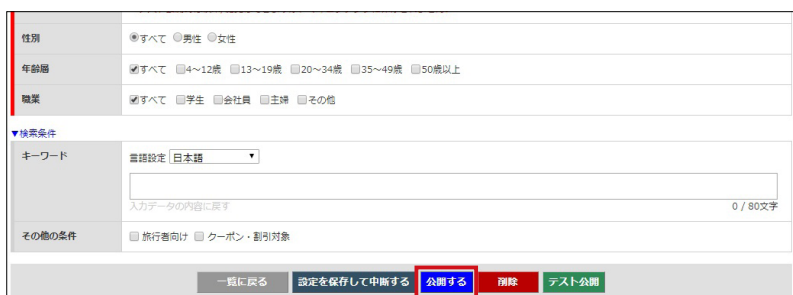 性別 すべて 男性 女性
年齢層 すべて 4～12歳 13～19歳 20～34歳 35～49歳 50歳以上
職業 すべて 学生 会社員 主婦 その他
▼検索条件
キーワード 言語設定 日本語
入力データの内容に戻す 0 / 80文字
その他の条件 旅行者向け クーポン・割引対象
一覧に戻る 設定を保存して中断する 公開する 削除 テスト公開